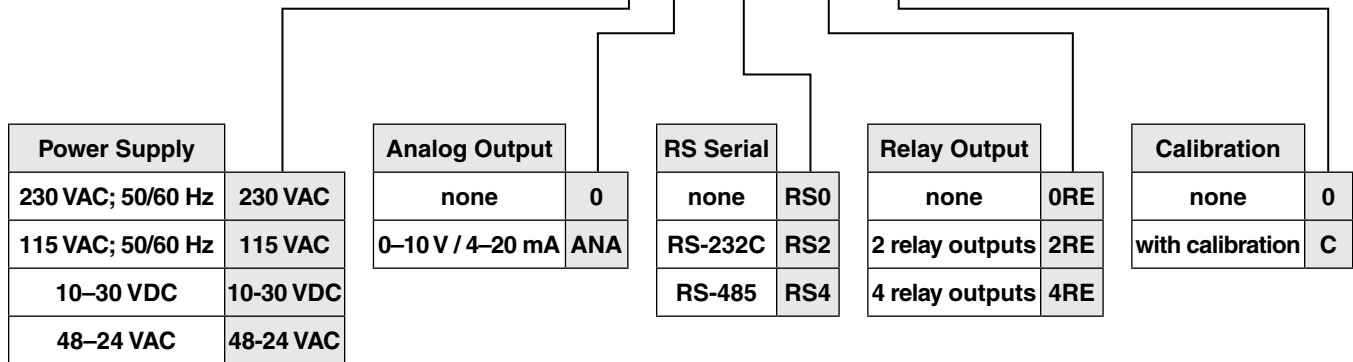 Power Supply
230 VAC; 50/60 Hz 230 VAC
115 VAC; 50/60 Hz 115 VAC
10–30 VDC 10-30 VDC
48–24 VAC 48-24 VAC
Analog Output
none 0
0–10 V / 4–20 mA ANA
RS Serial
none RS0
RS-232C RS2
RS-485 RS4
Relay Output
none 0RE
2 relay outputs 2RE
4 relay outputs 4RE
Calibration
none 0
with calibration C